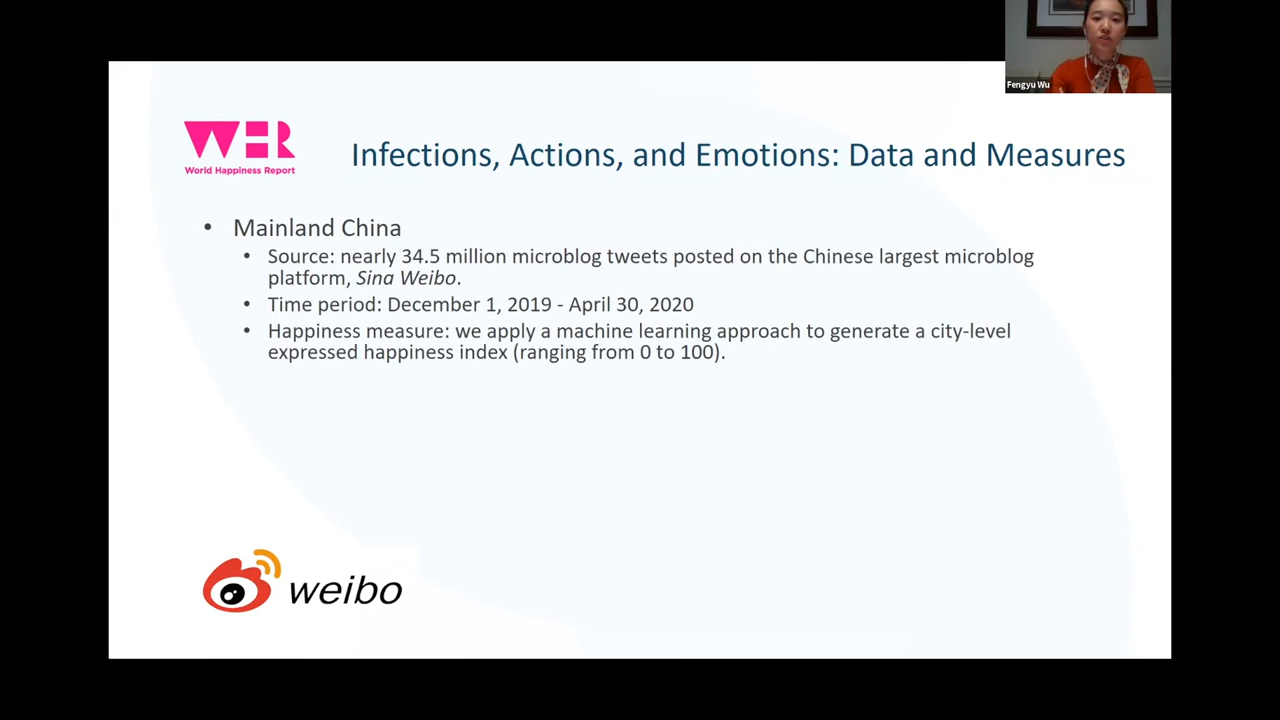 Fengyu Wu
WHR
World Happiness Report
Infections, Actions, and Emotions: Data and Measures
• Mainland China
• Source: nearly 34.5 million microblog tweets posted on the Chinese largest microblog
platform, Sina Weibo.
• Time period: December 1, 2019 - April 30, 2020
• Happiness measure: we apply a machine learning approach to generate a city-level
expressed happiness index (ranging from 0 to 100).
weibo